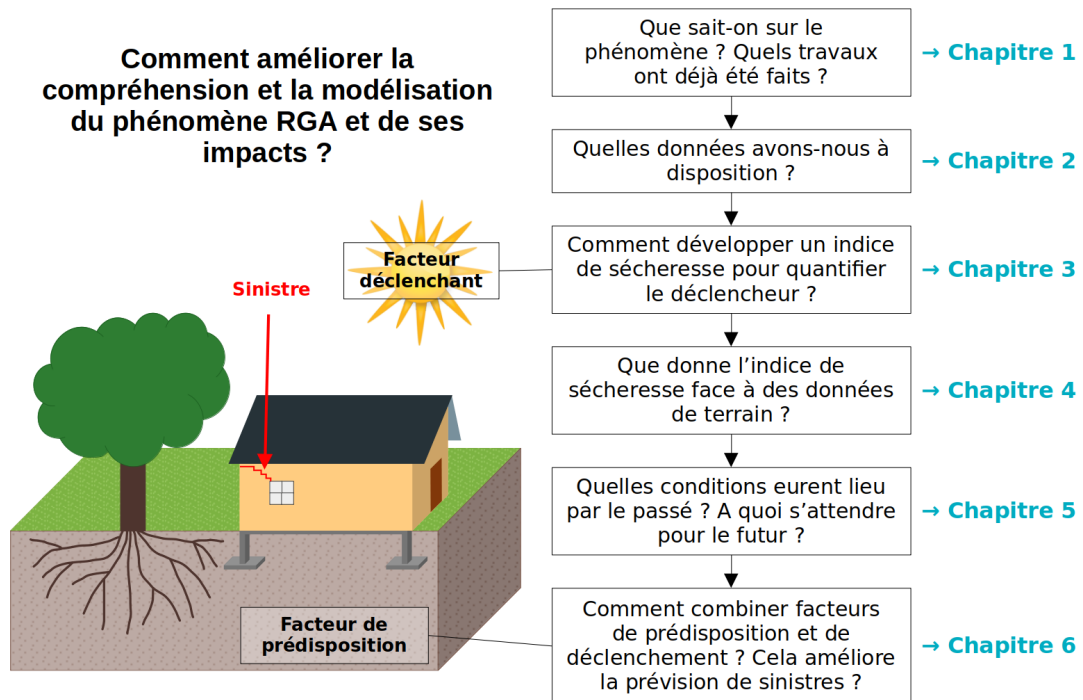 Comment améliorer la
compréhension et la modélisation
du phénomène RGA et de ses
impacts ?
Que sait-on sur le
phénomène ? Quels travaux
ont déjà été faits ?
→ Chapitre 1
Quelles données avons-nous à
disposition ?
→ Chapitre 2
Facteur
déclenchant
Comment développer un indice
de sécheresse pour quantifier
le déclencheur ?
→ Chapitre 3
Sinistre
Que donne l’indice de
sécheresse face à des données
de terrain ?
→ Chapitre 4
Quelles conditions eurent lieu
par le passé ? A quoi s’attendre
pour le futur ?
→ Chapitre 5
Facteur de
prédisposition
Comment combiner facteurs
de prédisposition et de
déclenchement ? Cela améliore
la prévision de sinistres ?
→ Chapitre 6